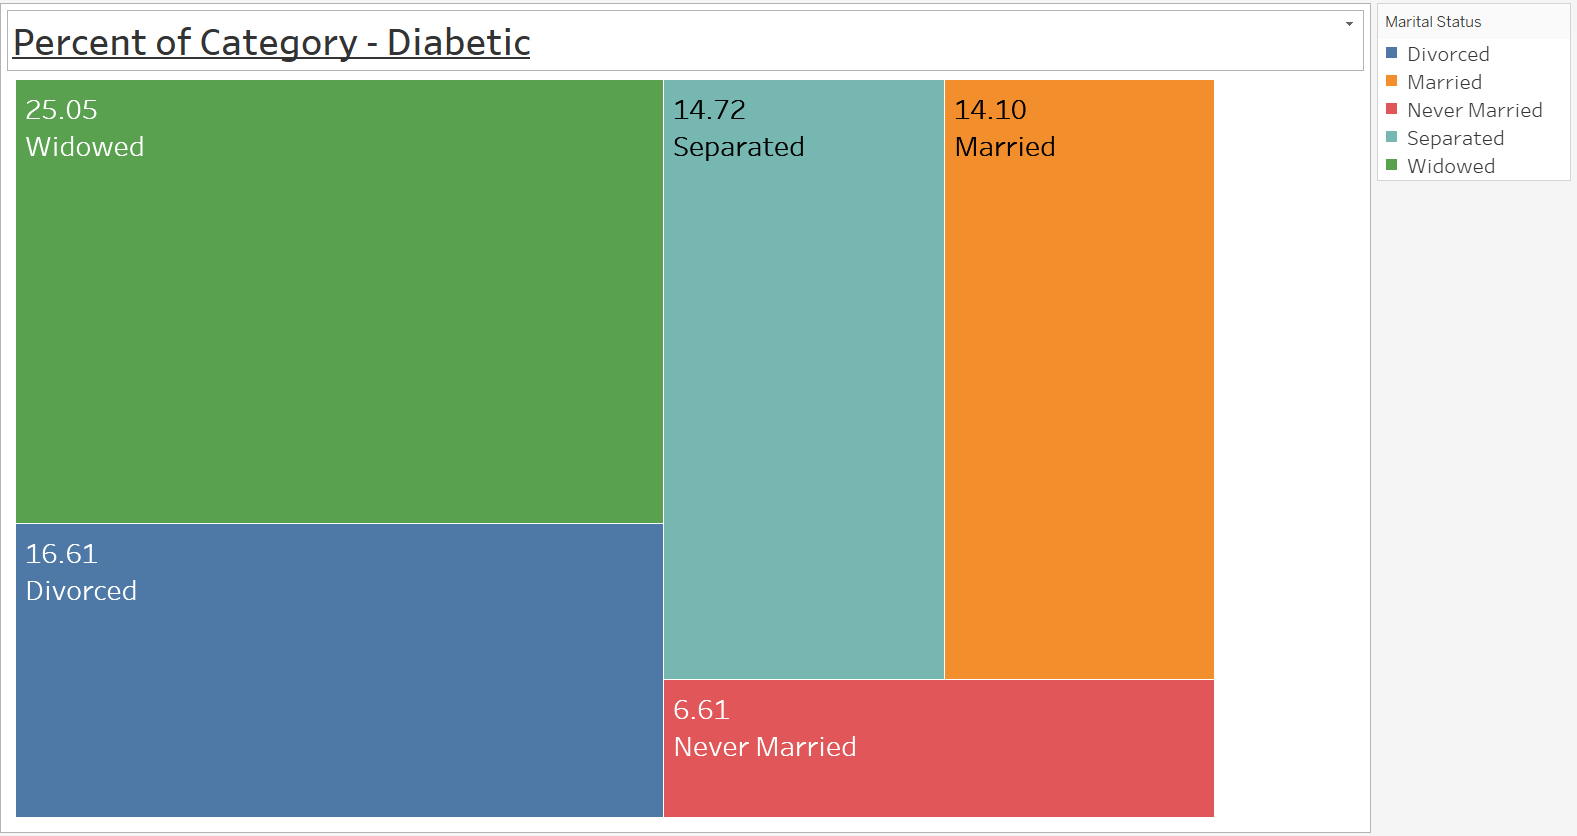 Percent of Category - Diabetic
25.05
Widowed
16.61
Divorced
14.72
Separated
14.10
Married
6.61
Never Married
Marital Status
Divorced
Married
Never Married
Separated
Widowed